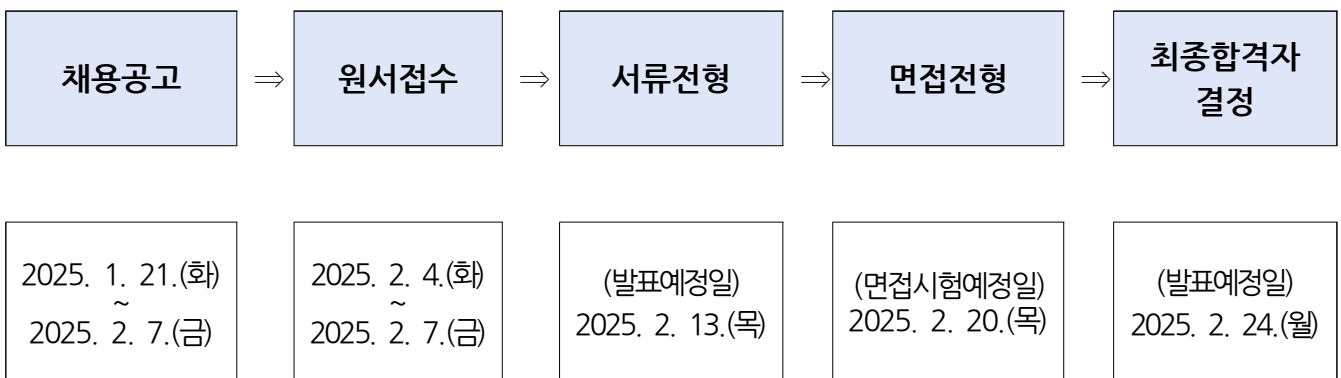 채용공고 ⇒ 원서접수 ⇒ 서류전형 ⇒ 면접전형 ⇒ 최종합격자
결정
2025. 1. 21.(화)
~
2025. 2. 7.(금)
2025. 2. 4.(화)
~
2025. 2. 7.(금)
(발표예정일)
2025. 2. 13.(목)
(면접시험예정일)
2025. 2. 20.(목)
(발표예정일)
2025. 2. 24.(월)